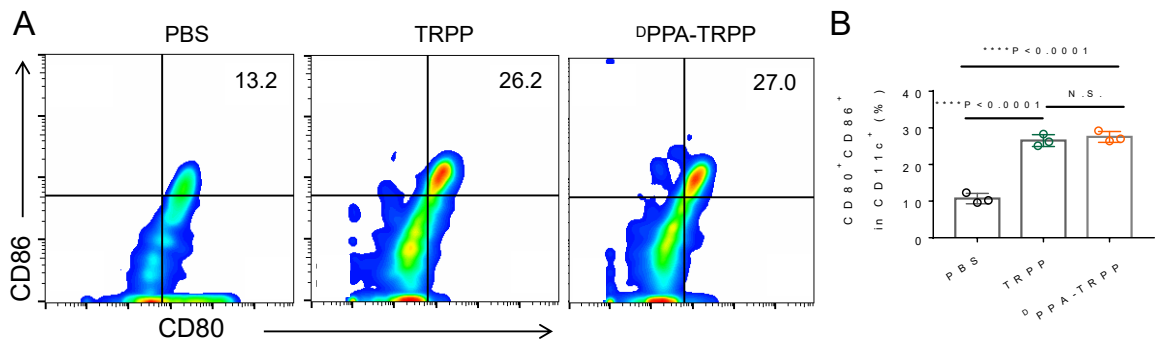 A
PBS
TRPP
ᴰPPA-TRPP
13.2
26.2
27.0
CD86
CD80
B
****P<0.0001
N.S.
****P<0.0001
CD80⁺CD86⁺
in CD11c⁺(%)
40
30
20
10
0
PBS
TRPP
ᴰPPA-TRPP